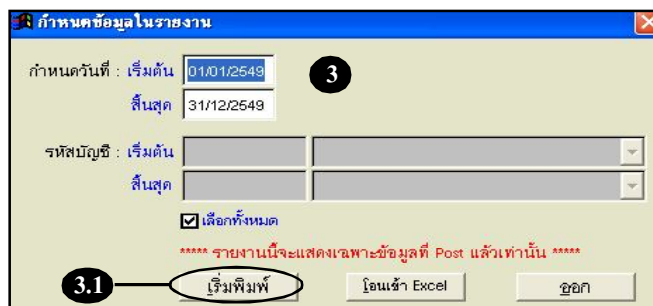 กำหนดข้อมูลในรายงาน
กำหนดวันที่ : เริ่มต้น 01/01/2549 3
สิ้นสุด 31/12/2549
รหัสบัญชี : เริ่มต้น
สิ้นสุด
เลือกทั้งหมด
***** รายงานนี้จะแสดงเฉพาะข้อมูลที่ Post แล้วเท่านั้น *****
3.1 เริ่มพิมพ์ โอนเข้า Excel ออก